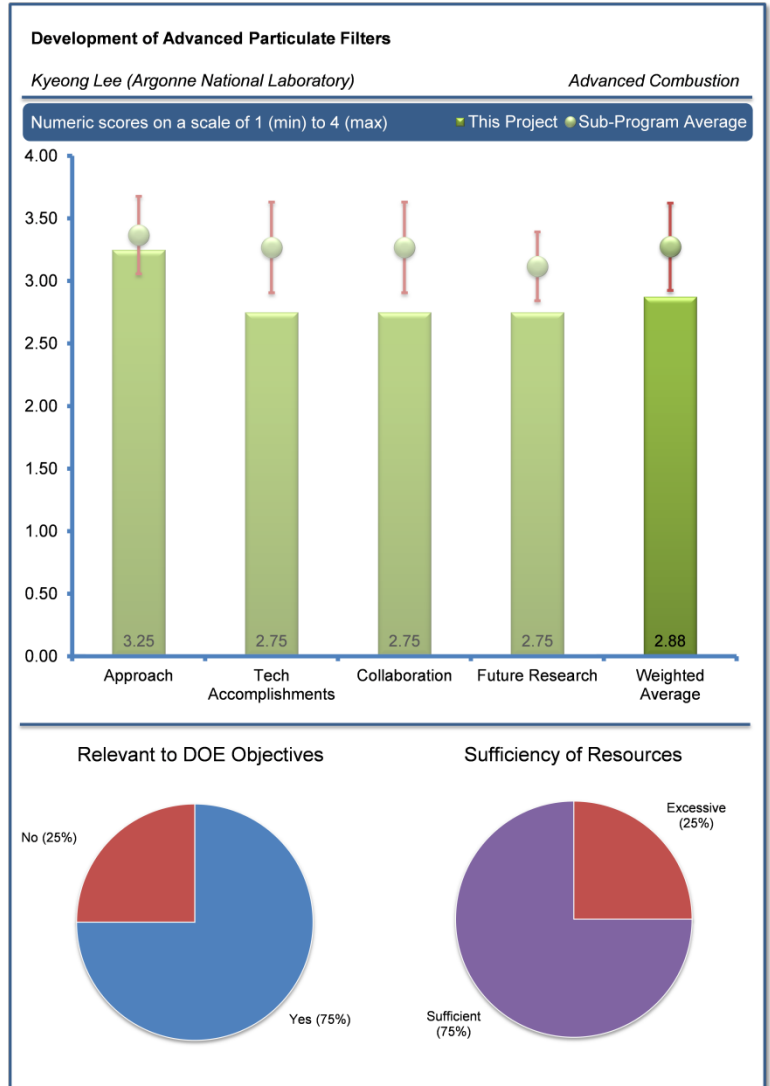 Development of Advanced Particulate Filters
Kyeong Lee (Argonne National Laboratory) Advanced Combustion
Numeric scores on a scale of 1 (min) to 4 (max) This Project Sub-Program Average
4.00
3.50
3.00
2.50
2.00
1.50
1.00
0.50
0.00
3.25 2.75 2.75 2.75 2.88
Approach Tech Collaboration Future Research Weighted
Accomplishments Average
Relevant to DOE Objectives Sufficiency of Resources
No (25%)
Yes (75%)
Excessive
(25%)
Sufficient
(75%)